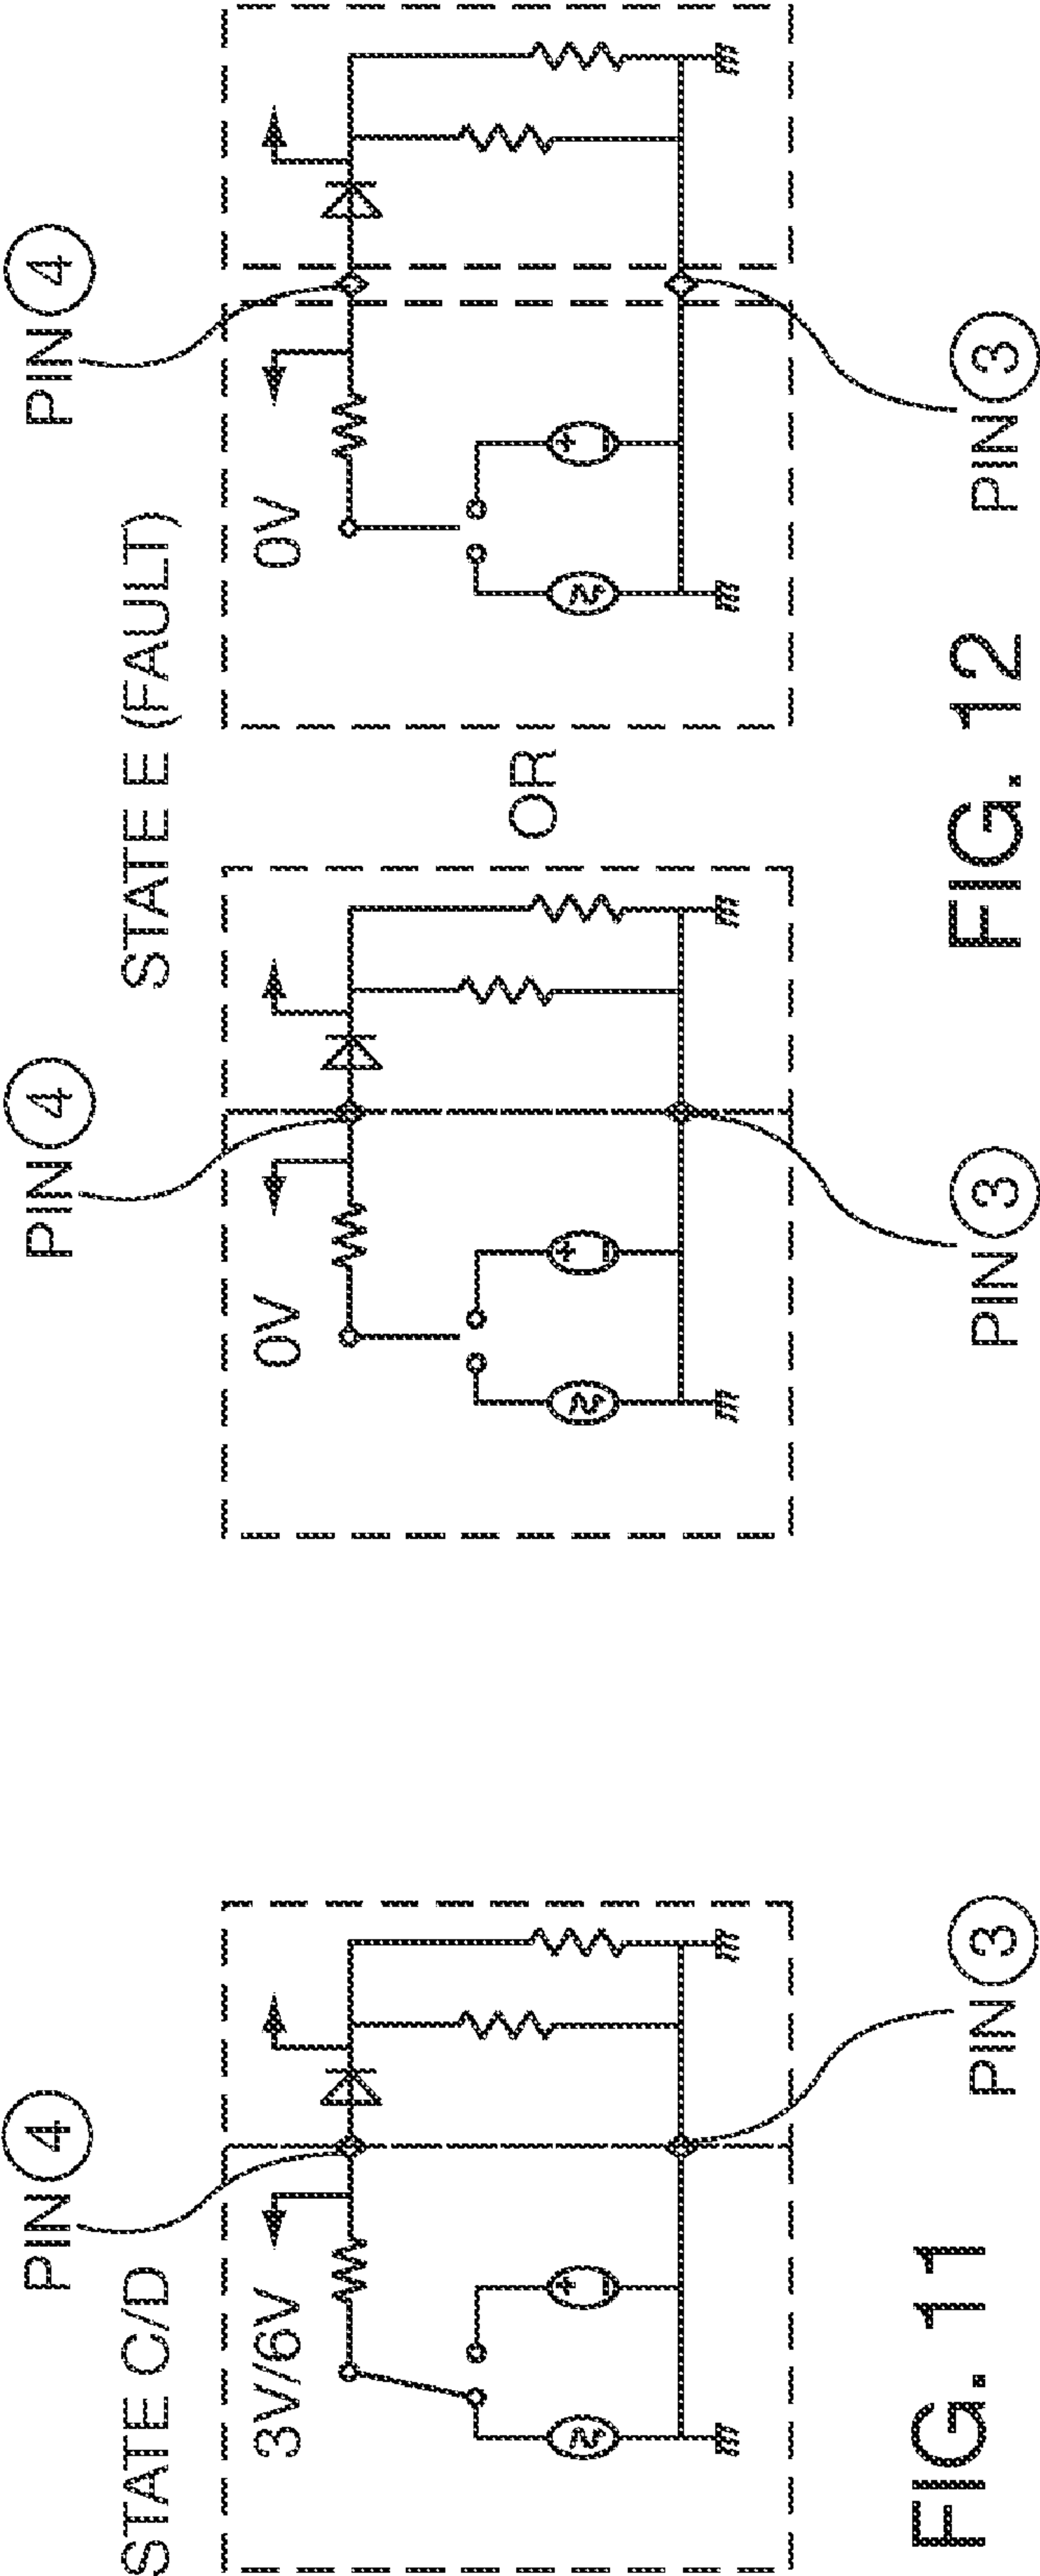 STATE C/D
PIN 4
3V/6V
PIN 3
FIG. 11
STATE E (FAULT)
PIN 4
0V
PIN 3
OR
PIN 4
0V
PIN 3
FIG. 12